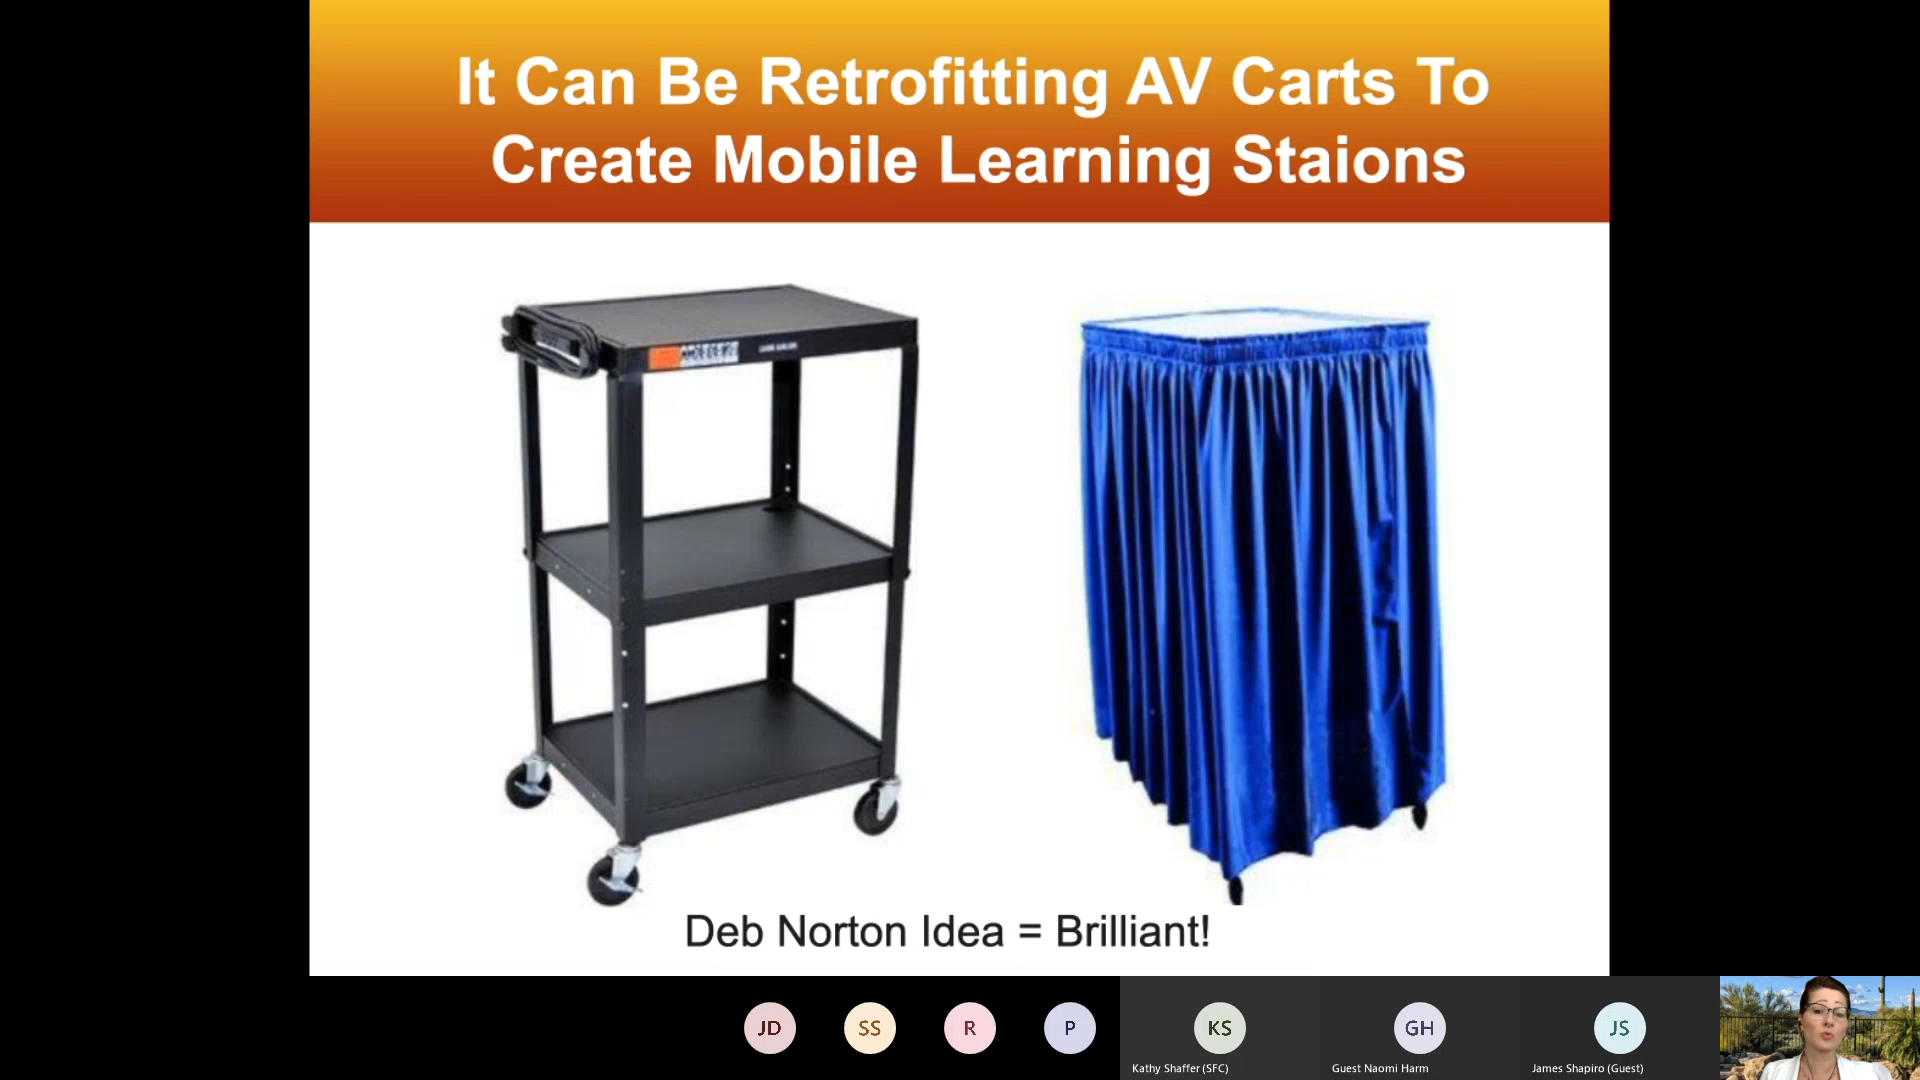 It Can Be Retrofitting AV Carts To
Create Mobile Learning Staions
Deb Norton Idea = Brilliant!
JD
SS
R
P
KS
GH
JS
Kathy Shaffer (SFC)
Guest Naomi Harm
James Shapiro (Guest)